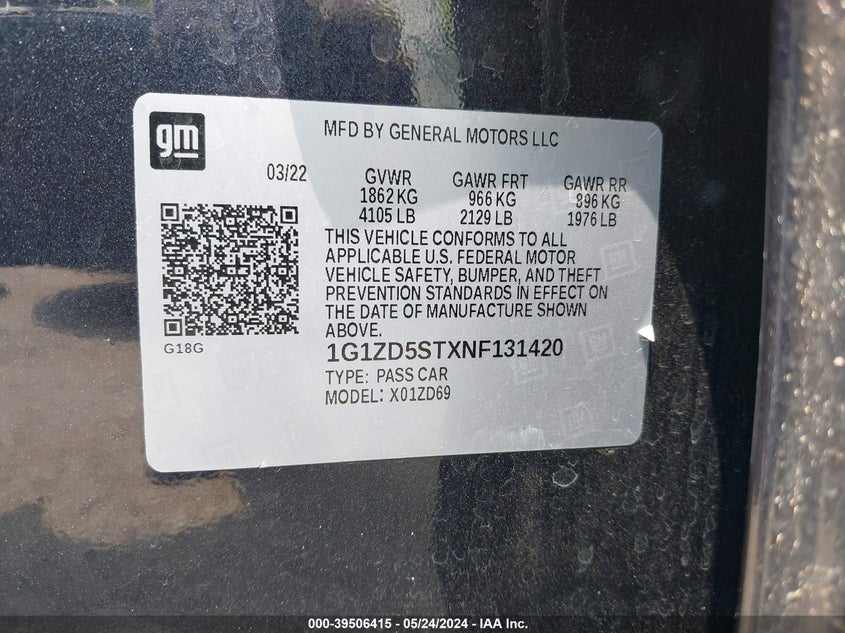 gm
MFD BY GENERAL MOTORS LLC
03/22
GVWR GAWR FRT GAWR RR
1862 KG 966 KG 896 KG
4105 LB 2129 LB 1976 LB
THIS VEHICLE CONFORMS TO ALL
APPLICABLE U.S. FEDERAL MOTOR
VEHICLE SAFETY, BUMPER, AND THEFT
PREVENTION STANDARDS IN EFFECT ON
THE DATE OF MANUFACTURE SHOWN
ABOVE.
G18G
1G1ZD5STXNF131420
TYPE: PASS CAR
MODEL: X01ZD69
000-39506415 - 05/24/2024 - IAA Inc.